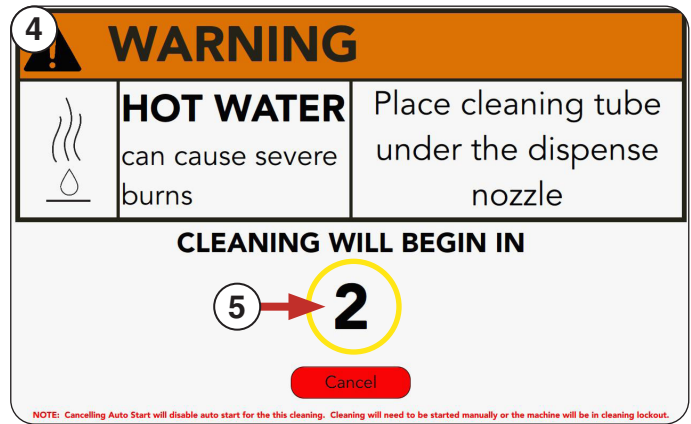 4
WARNING
HOT WATER
can cause severe
burns
Place cleaning tube
under the dispense
nozzle
CLEANING WILL BEGIN IN
5
2
Cancel
NOTE: Cancelling Auto Start will disable auto start for the this cleaning. Cleaning will need to be started manually or the machine will be in cleaning lockout.